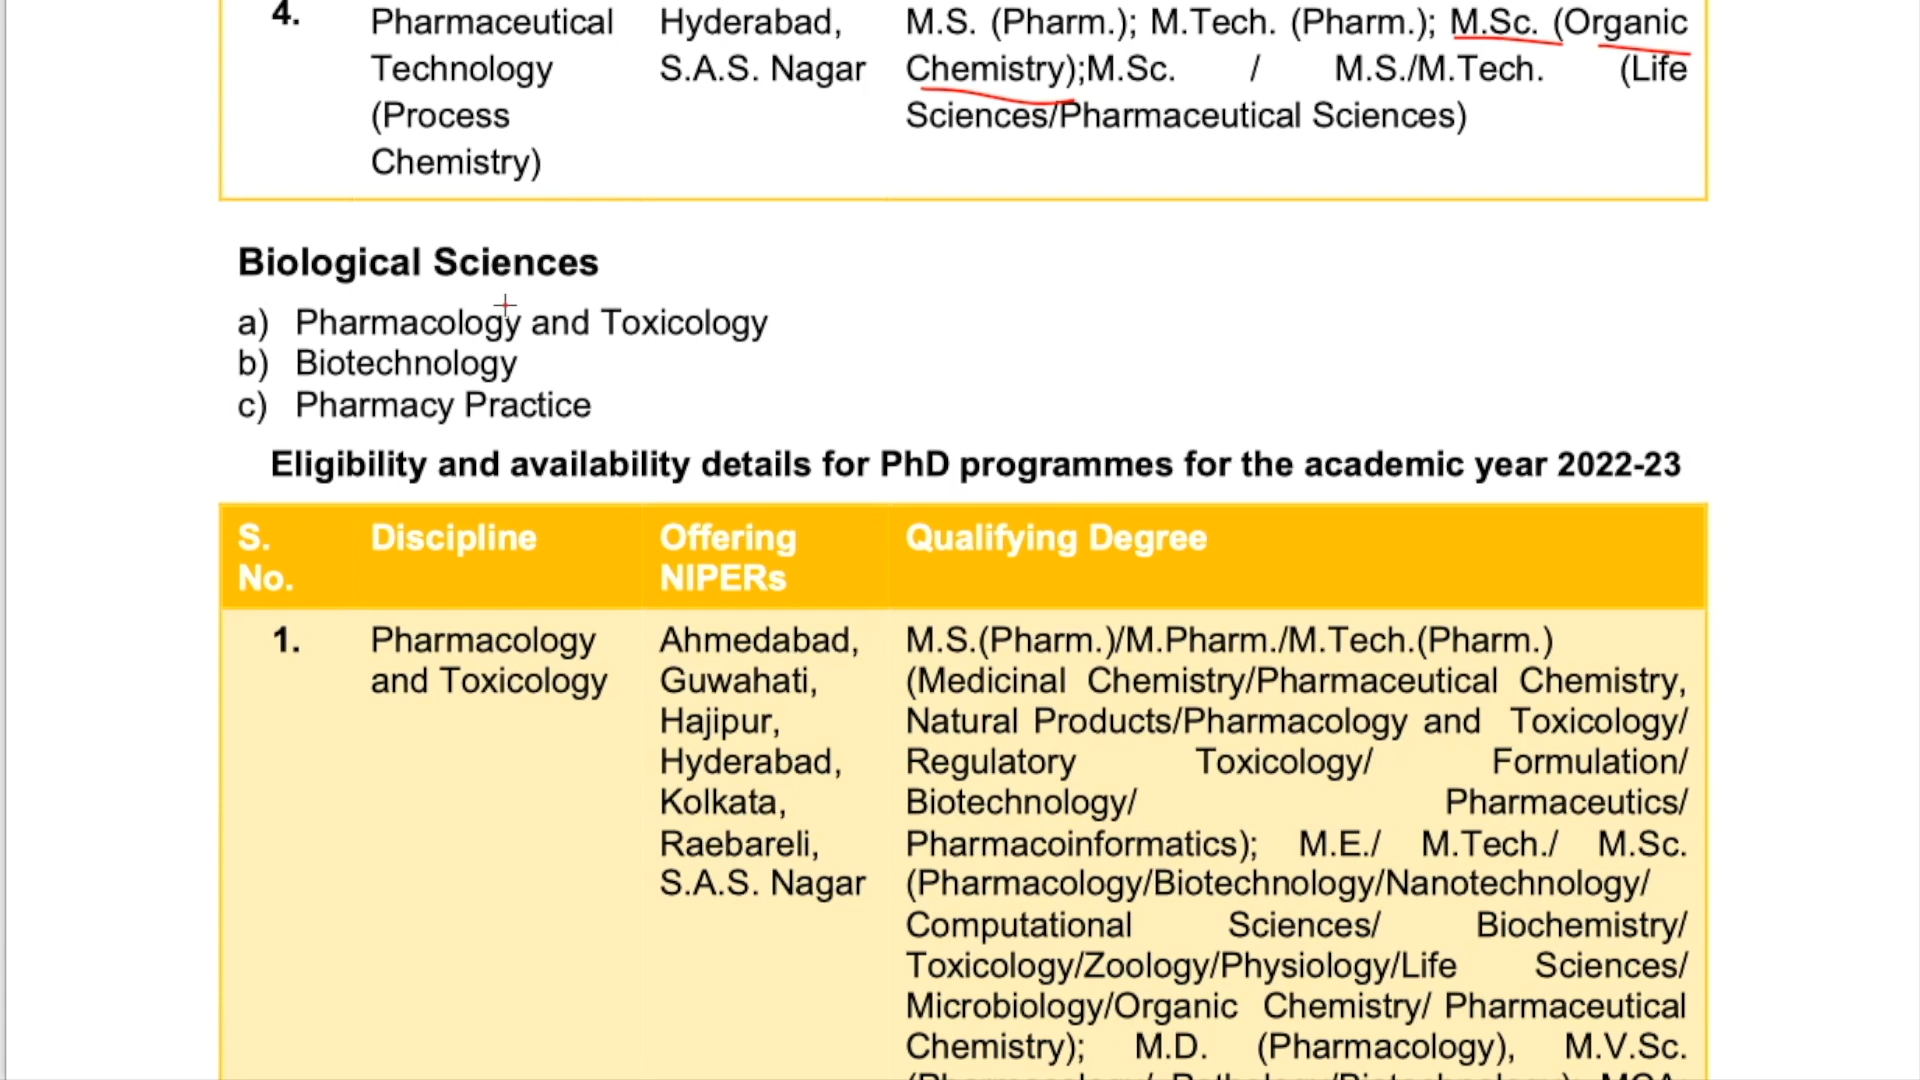 4. Pharmaceutical Hyderabad, M.S. (Pharm.); M.Tech. (Pharm.); M.Sc. (Organic
Technology S.A.S. Nagar Chemistry);M.Sc. / M.S./M.Tech. (Life
(Process Sciences/Pharmaceutical Sciences)
Chemistry)
Biological Sciences
a) Pharmacology and Toxicology
b) Biotechnology
c) Pharmacy Practice
Eligibility and availability details for PhD programmes for the academic year 2022-23
S. Discipline Offering Qualifying Degree
No. NIPERs
1. Pharmacology Ahmedabad, M.S.(Pharm.)/M.Pharm./M.Tech.(Pharm.)
and Toxicology Guwahati, (Medicinal Chemistry/Pharmaceutical Chemistry,
Hajipur, Natural Products/Pharmacology and Toxicology/
Hyderabad, Regulatory Toxicology/ Formulation/
Kolkata, Biotechnology/ Pharmaceutics/
Raebareli, Pharmacoinformatics); M.E./ M.Tech./ M.Sc.
S.A.S. Nagar (Pharmacology/Biotechnology/Nanotechnology/
Computational Sciences/ Biochemistry/
Toxicology/Zoology/Physiology/Life Sciences/
Microbiology/Organic Chemistry/ Pharmaceutical
Chemistry); M.D. (Pharmacology), M.V.Sc.